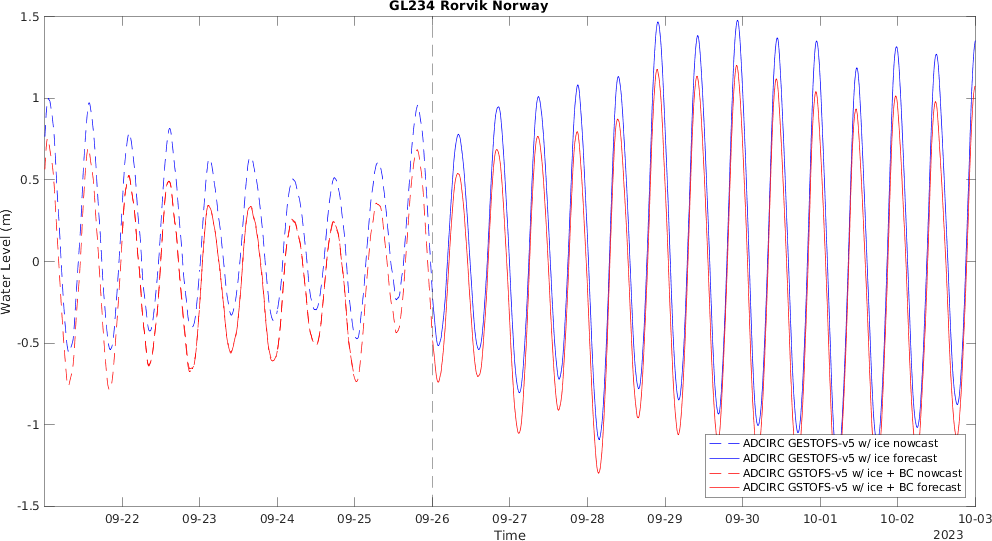 GL234 Rorvik Norway
1.5
1
0.5
0
-0.5
-1
-1.5
Water Level (m)
ADCIRC GESTOFS-v5 w/ ice nowcast
ADCIRC GESTOFS-v5 w/ ice forecast
ADCIRC GSTOFS-v5 w/ ice + BC nowcast
ADCIRC GSTOFS-v5 w/ ice + BC forecast
09-22 09-23 09-24 09-25 09-26 09-27 09-28 09-29 09-30 10-01 10-02 10-03
Time
2023